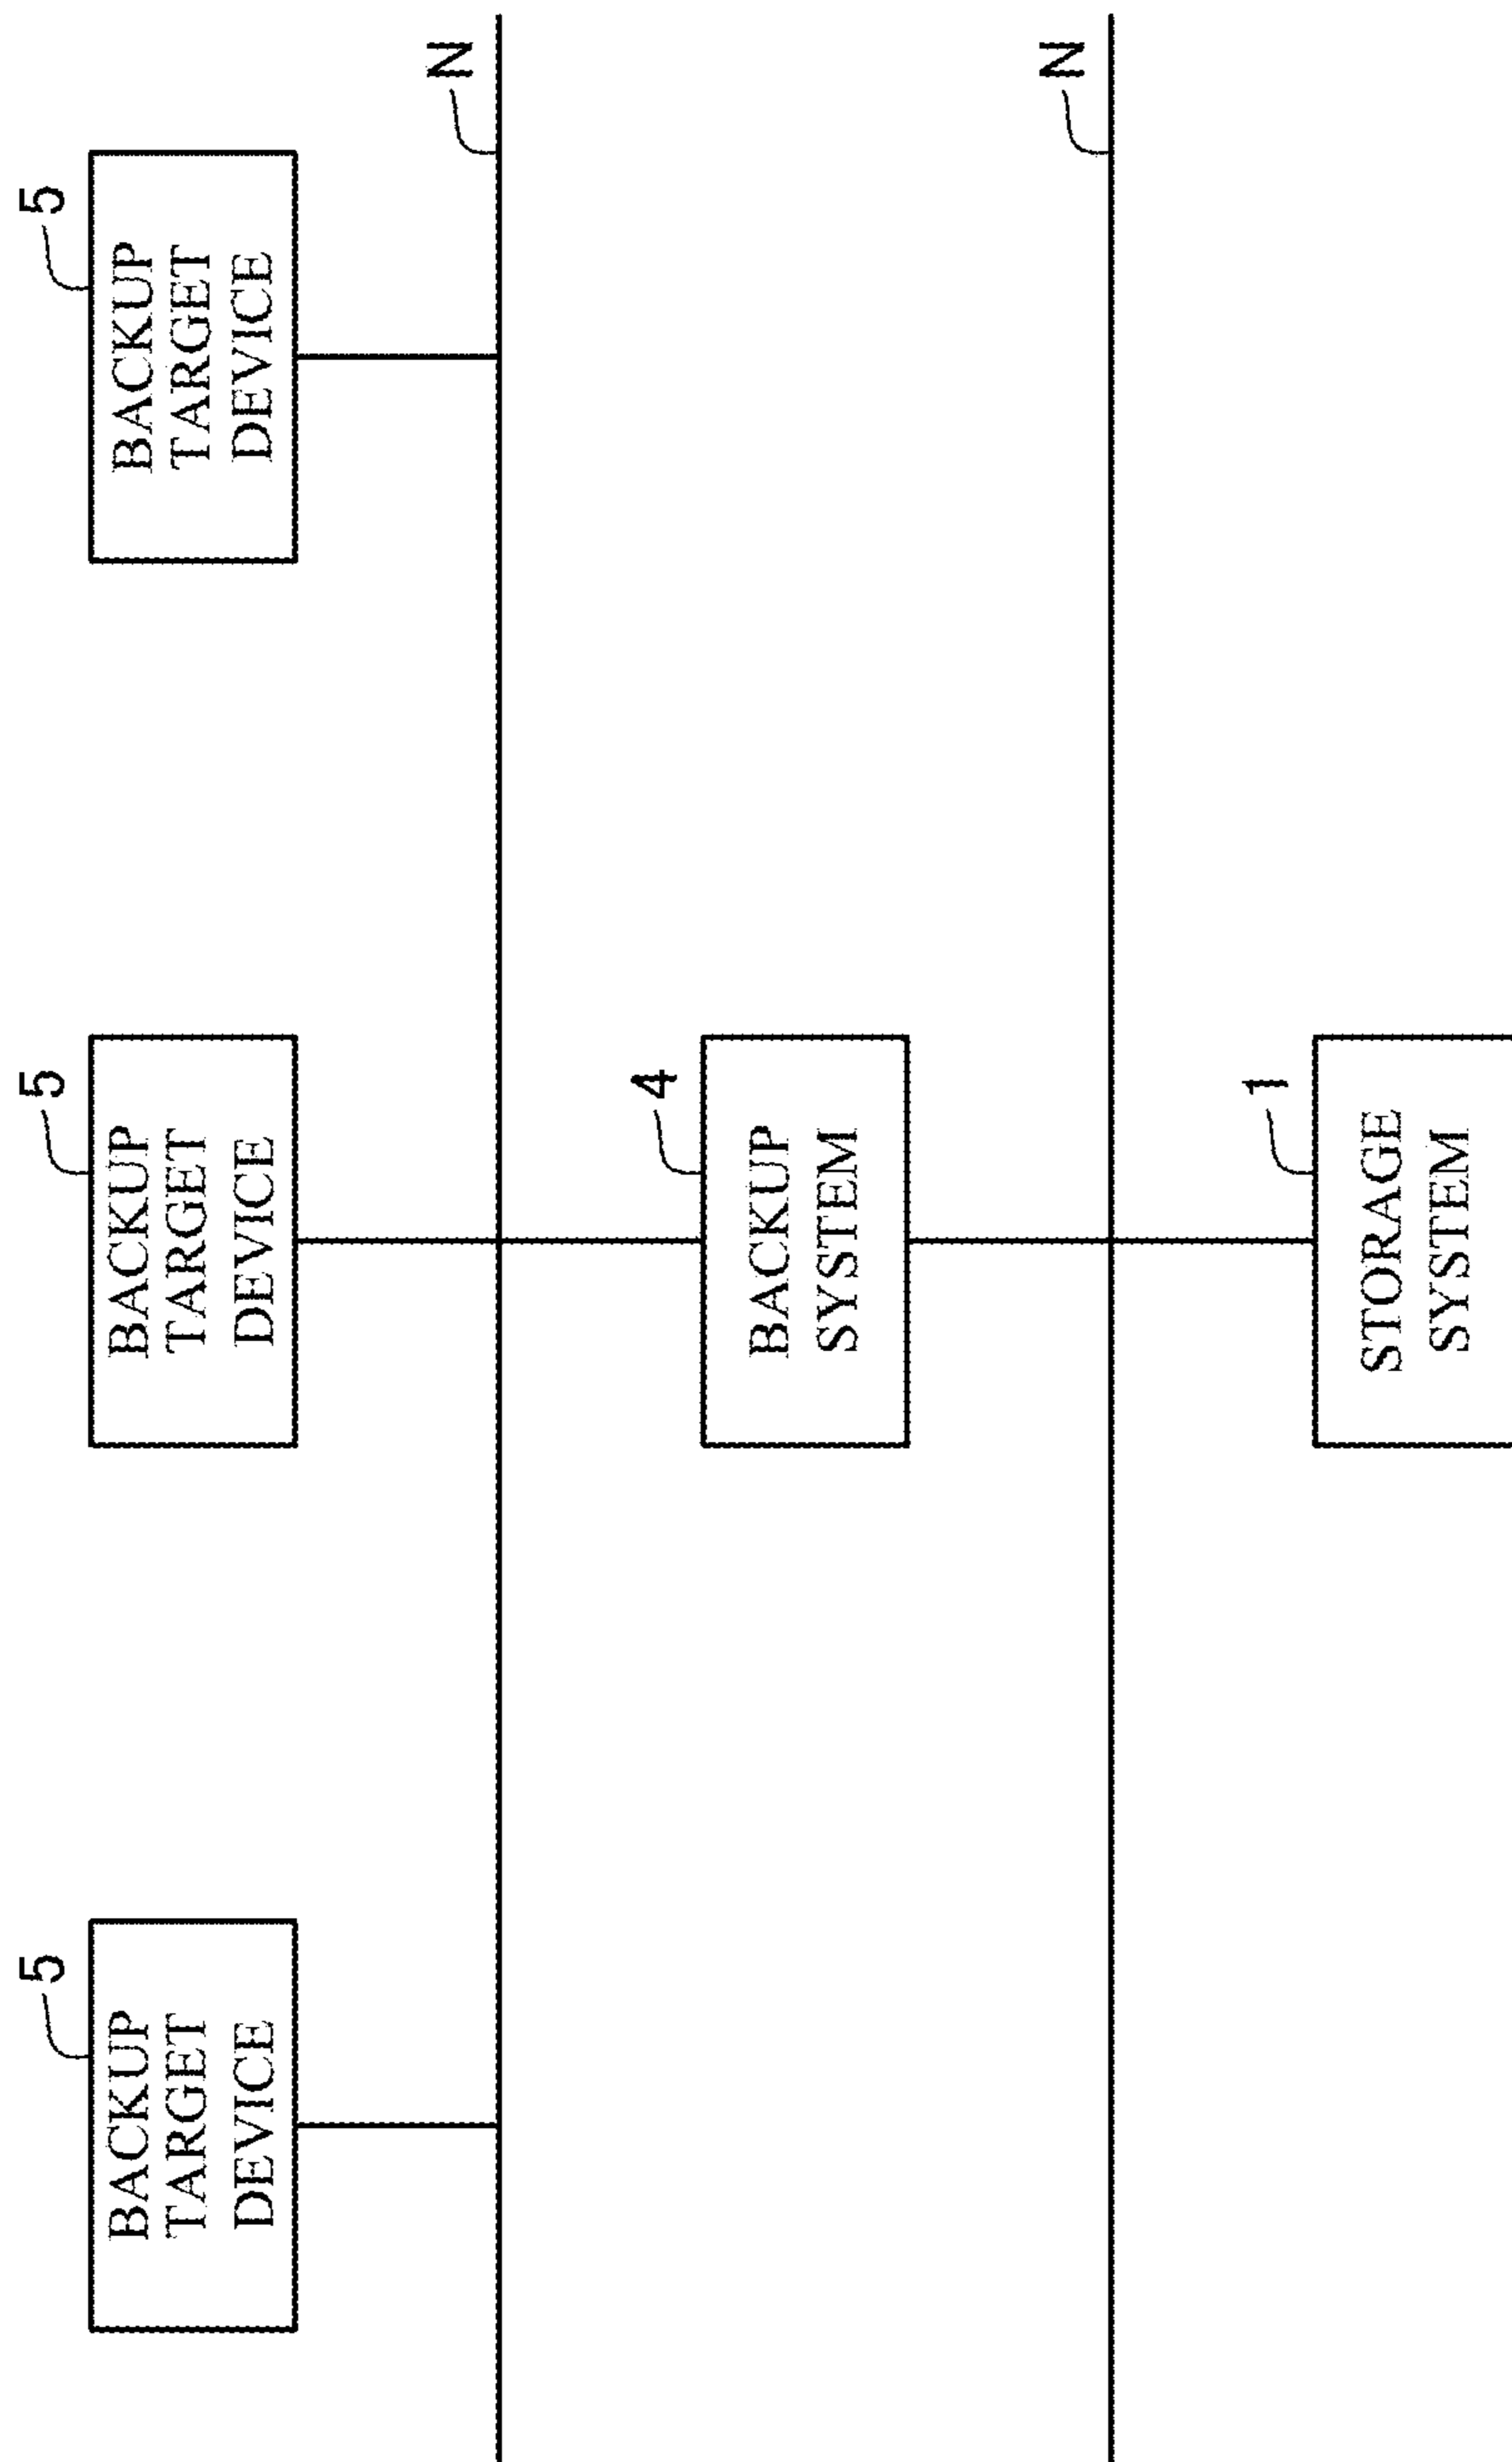 5
BACKUP
TARGET
DEVICE
5
BACKUP
TARGET
DEVICE
5
BACKUP
TARGET
DEVICE
N
4
BACKUP
SYSTEM
N
1
STORAGE
SYSTEM